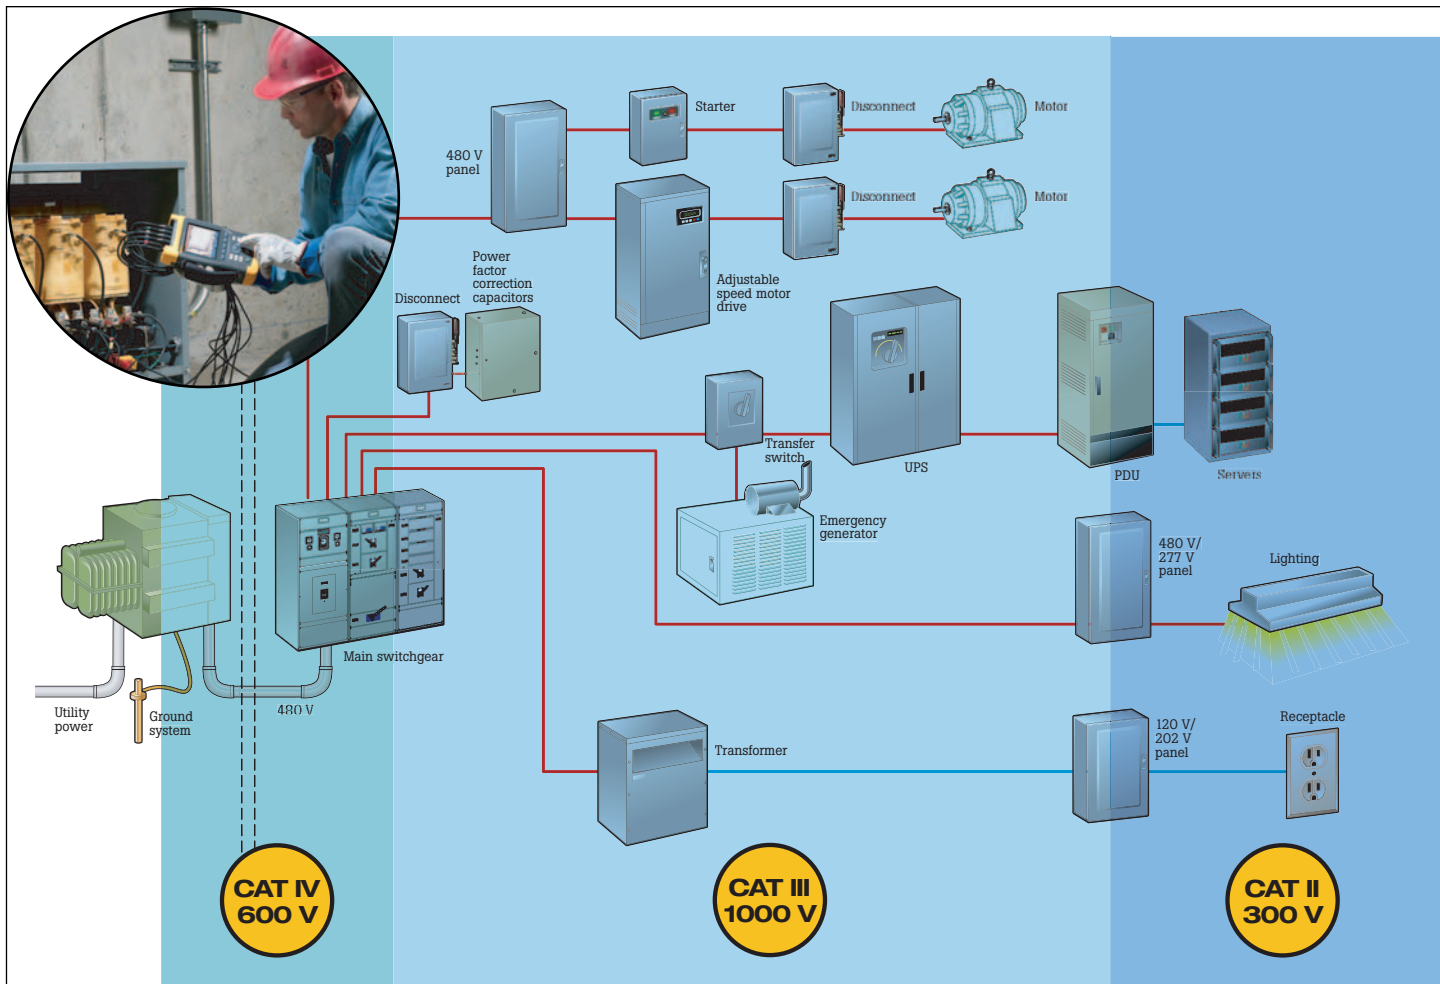 Starter
Disconnect
Motor
480 V
panel
Disconnect
Motor
Power
factor
correction
capacitors
Disconnect
Adjustable
speed motor
drive
Transfer
switch
UPS
PDU
Servers
Emergency
generator
480 V/
277 V
panel
Lighting
Main switchgear
480 V
Utility
power
Ground
system
Transformer
120 V/
202 V
panel
Receptacle
CAT IV
600 V
CAT III
1000 V
CAT II
300 V